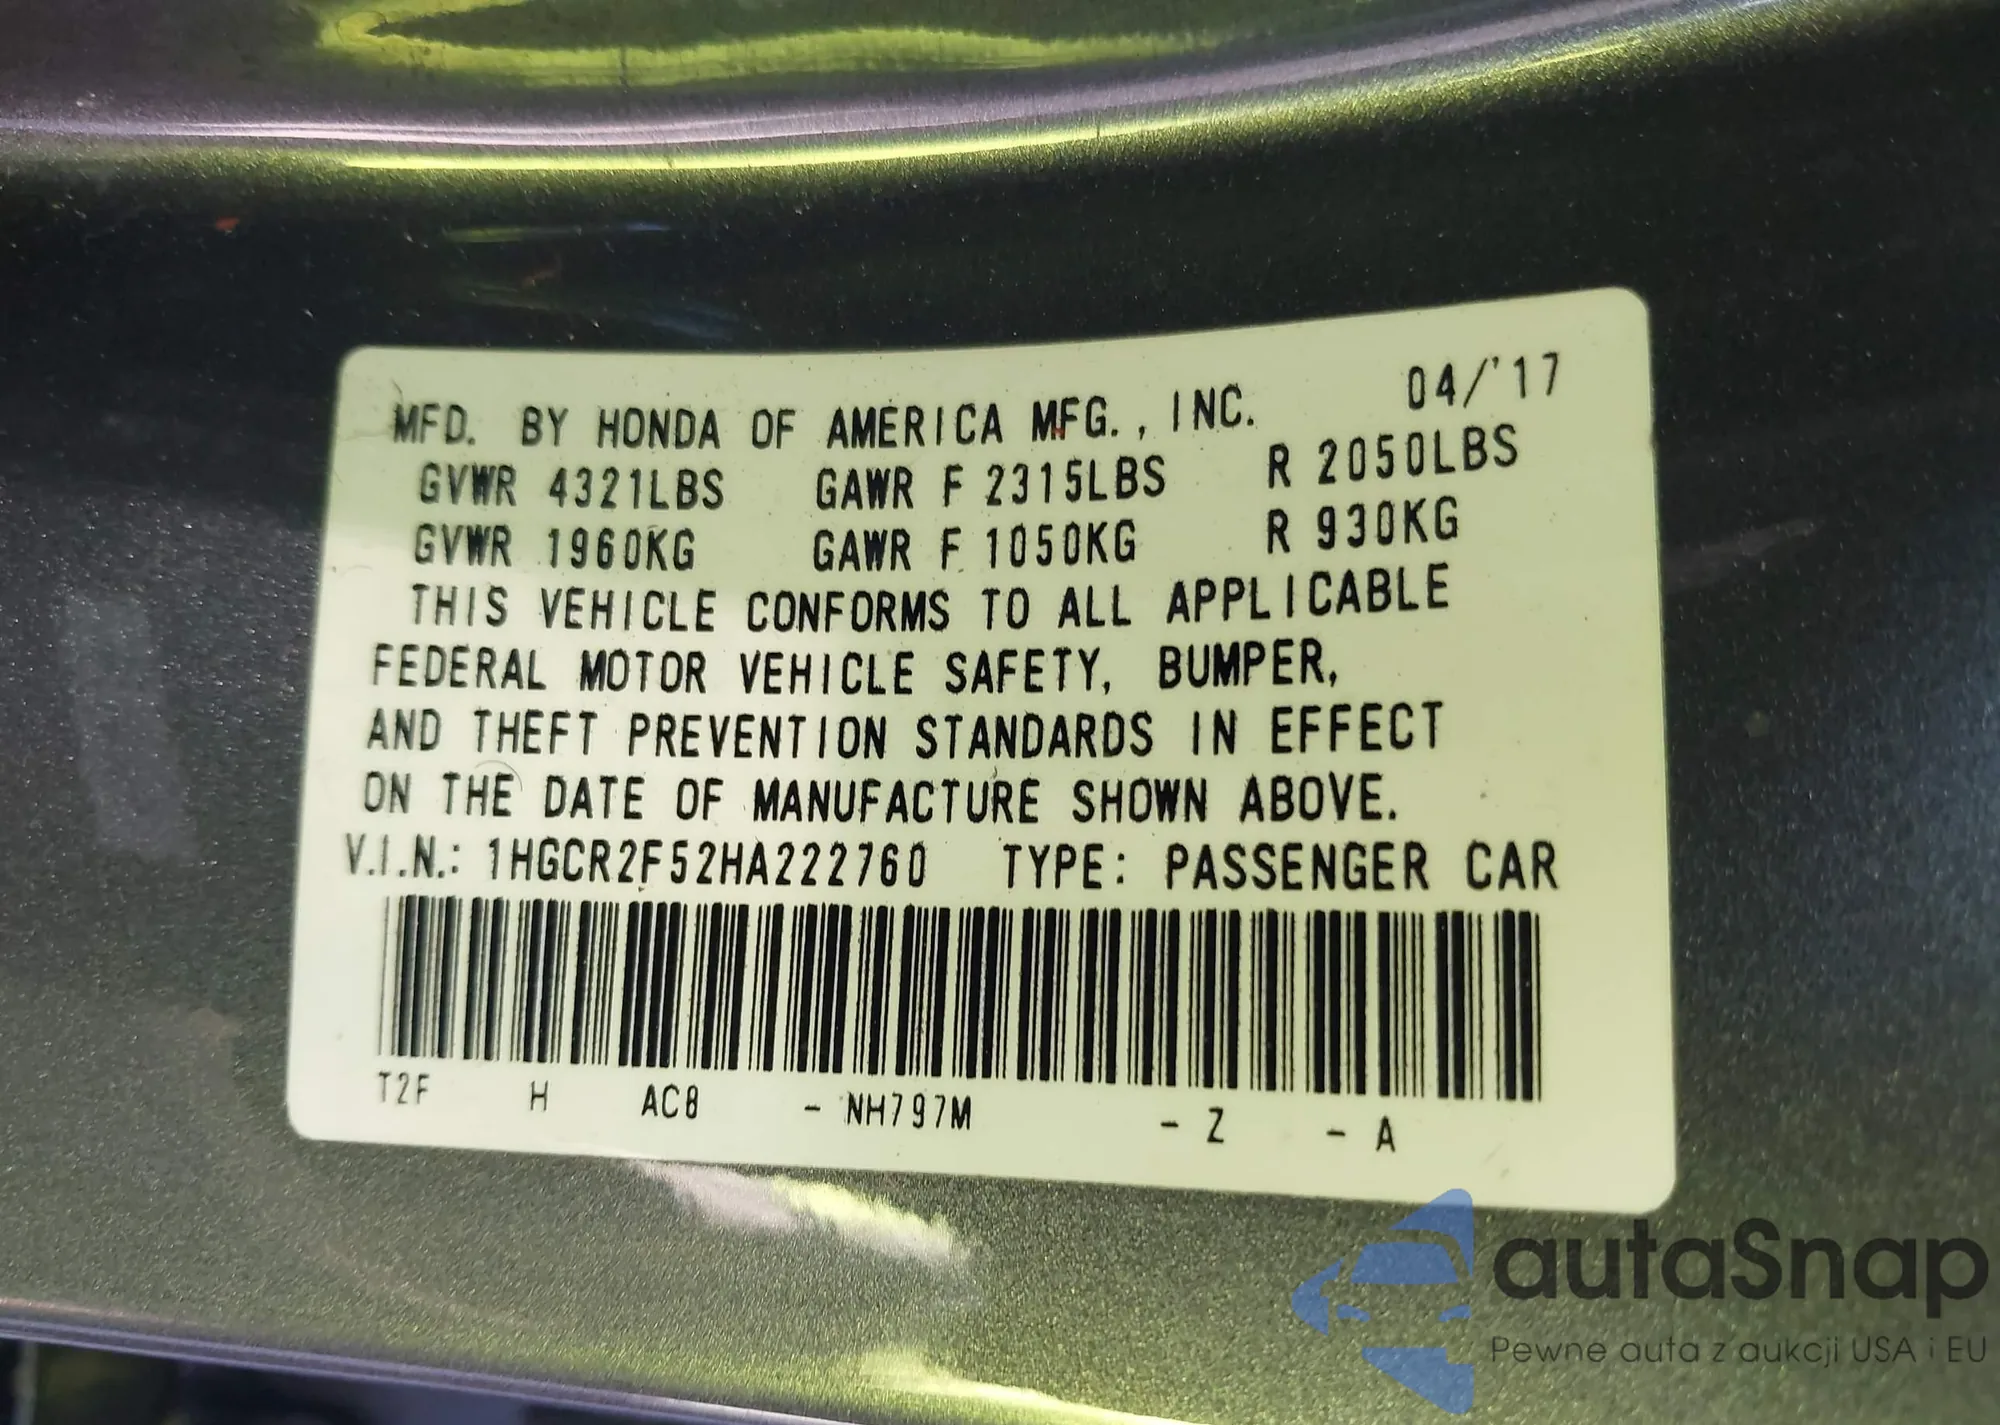 04/'17
MFD. BY HONDA OF AMERICA MFG., INC.
GVWR 4321LBS GAWR F 2315LBS R 2050LBS
GVWR 1960KG GAWR F 1050KG R 930KG
THIS VEHICLE CONFORMS TO ALL APPLICABLE
FEDERAL MOTOR VEHICLE SAFETY, BUMPER,
AND THEFT PREVENTION STANDARDS IN EFFECT
ON THE DATE OF MANUFACTURE SHOWN ABOVE.
V.I.N.: 1HGCR2F52HA222760 TYPE: PASSENGER CAR
T2F H AC8 - NH797M - Z - A
autaSnap
Pewne auta z aukcji USA i EU